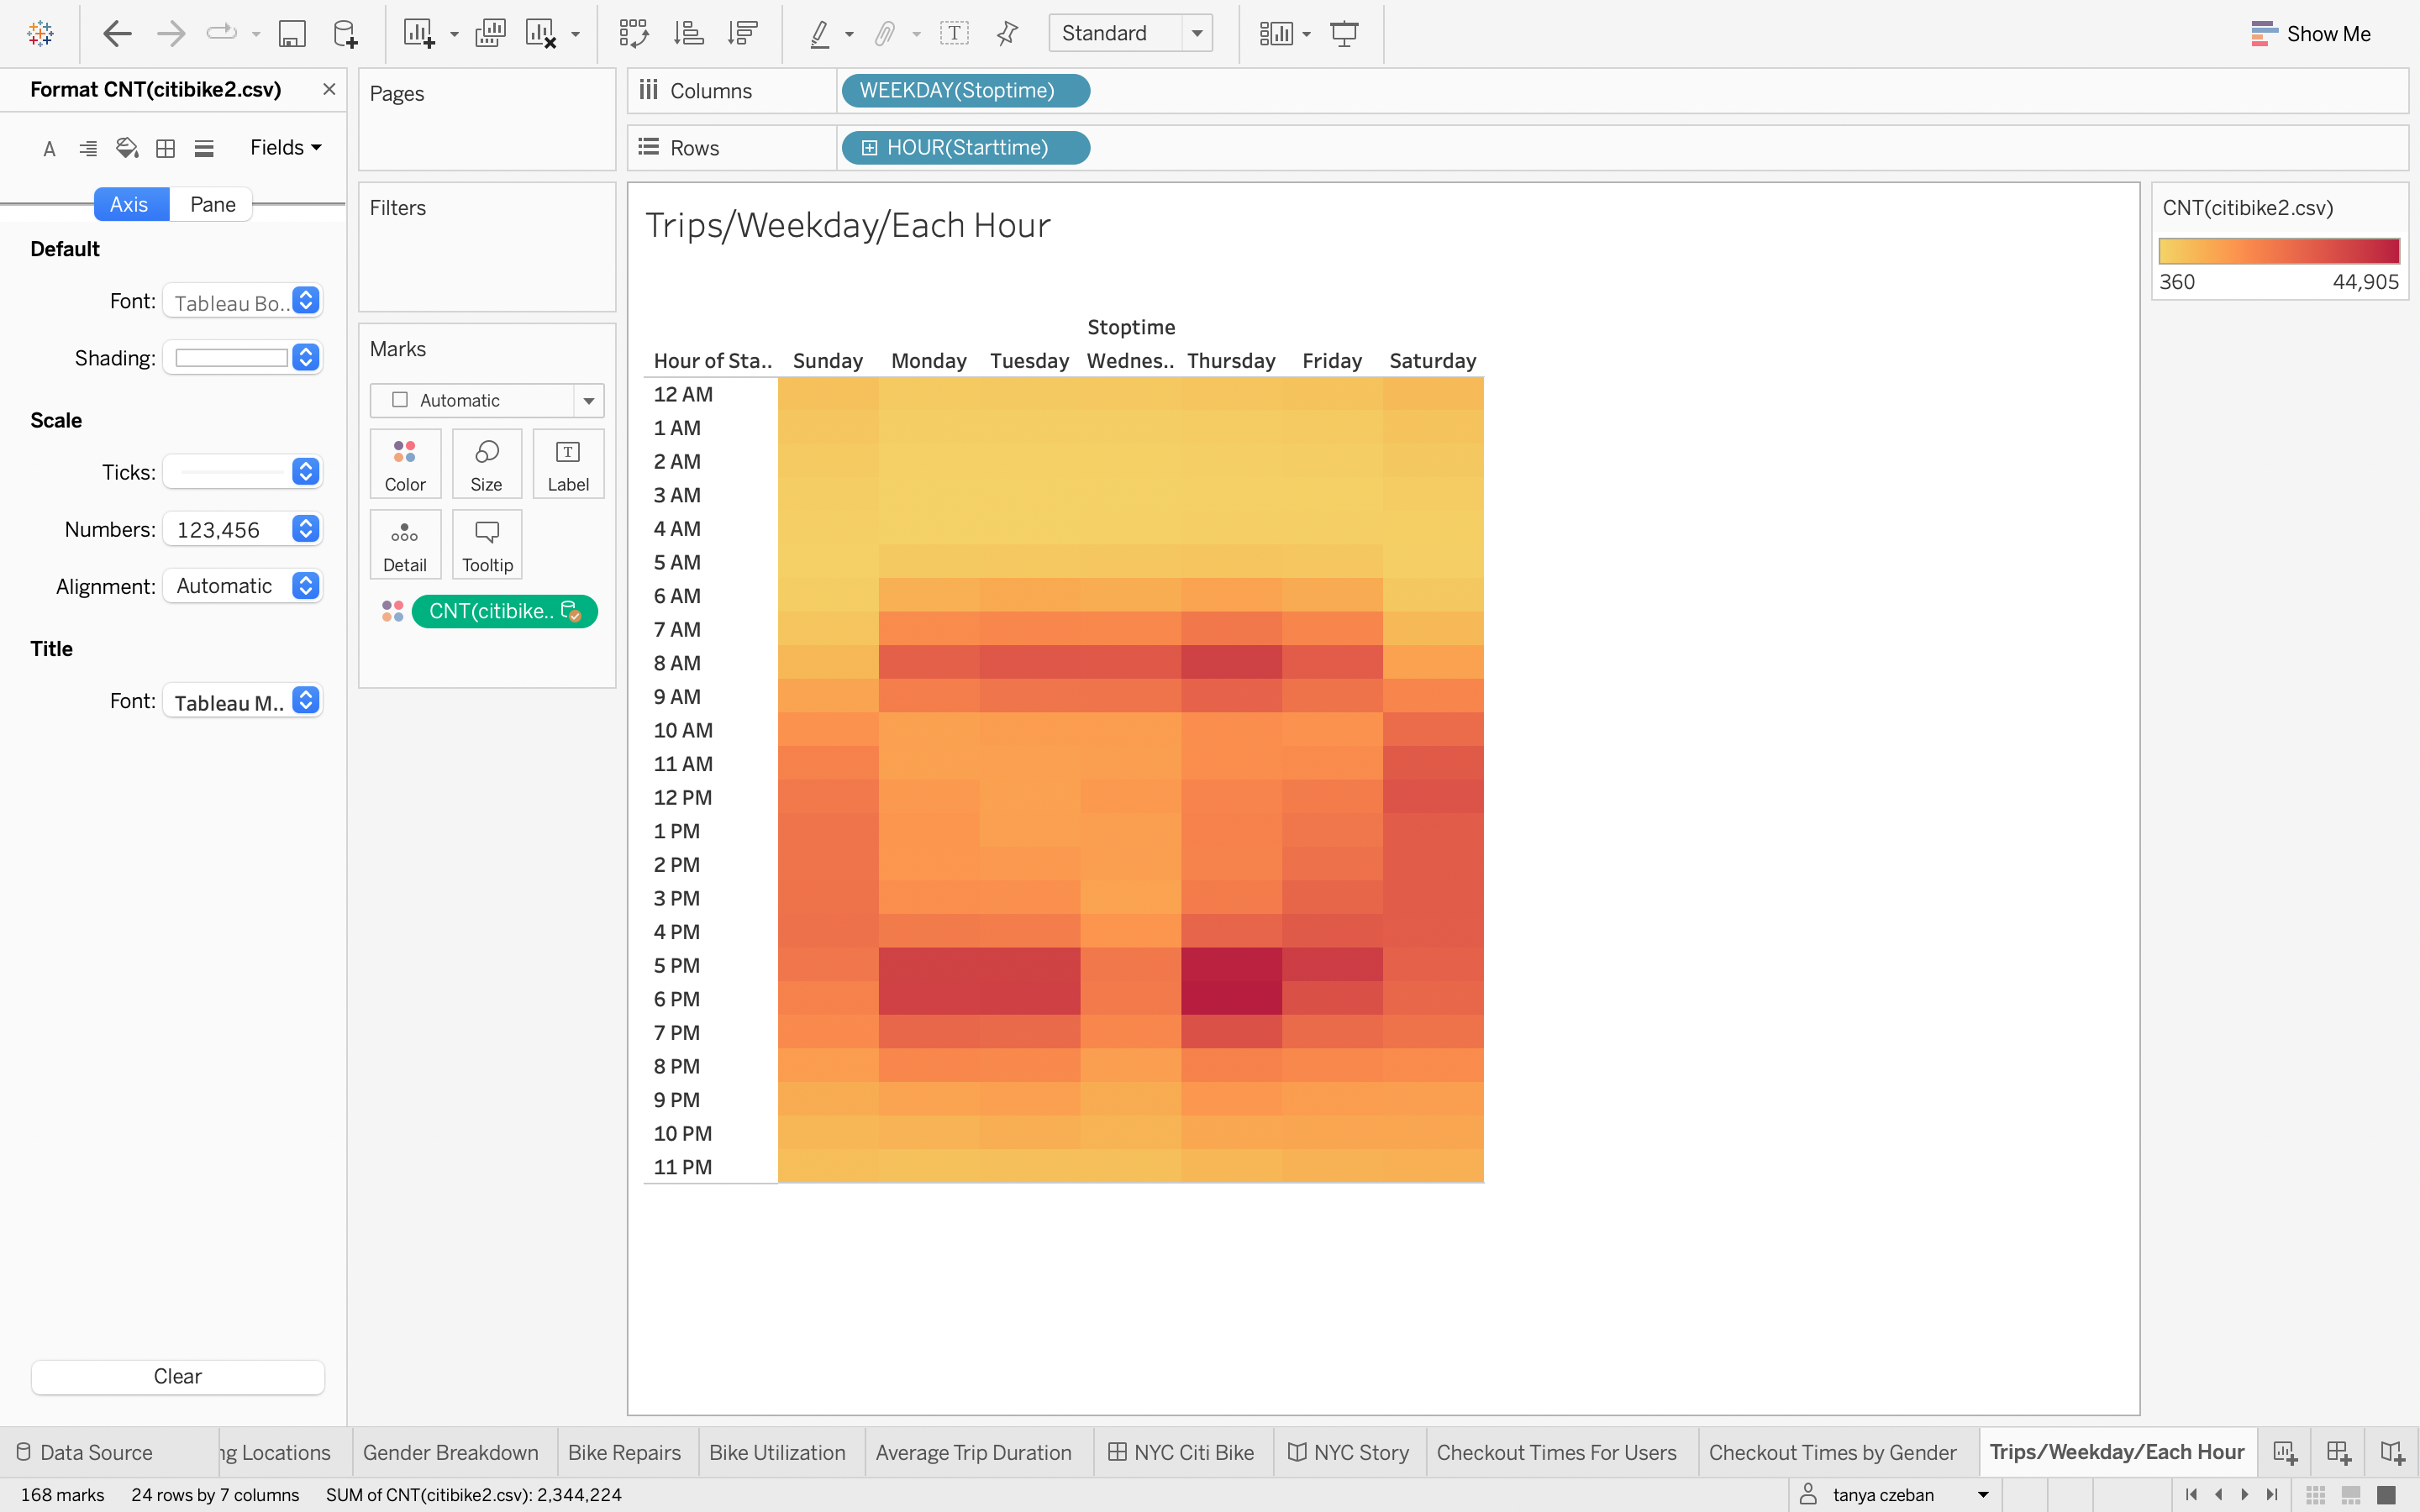 Standard
Show Me
Format CNT(citibike2.csv)
Fields
Axis
Pane
Default
Font:
Tableau Bo..
Shading:
Scale
Ticks:
Numbers:
123,456
Alignment:
Automatic
Title
Font:
Tableau M..
Clear
Pages
Filters
Marks
Automatic
Color
Size
Label
Detail
Tooltip
CNT(citibike..
Columns
WEEKDAY(Stoptime)
Rows
HOUR(Starttime)
Trips/Weekday/Each Hour
Stoptime
Hour of Sta.. Sunday Monday Tuesday Wednes.. Thursday Friday Saturday
12 AM
1 AM
2 AM
3 AM
4 AM
5 AM
6 AM
7 AM
8 AM
9 AM
10 AM
11 AM
12 PM
1 PM
2 PM
3 PM
4 PM
5 PM
6 PM
7 PM
8 PM
9 PM
10 PM
11 PM
CNT(citibike2.csv)
360 44,905
Data Source ng Locations Gender Breakdown Bike Repairs Bike Utilization Average Trip Duration NYC Citi Bike NYC Story Checkout Times For Users Checkout Times by Gender Trips/Weekday/Each Hour
168 marks 24 rows by 7 columns SUM of CNT(citibike2.csv): 2,344,224 tanya czeban